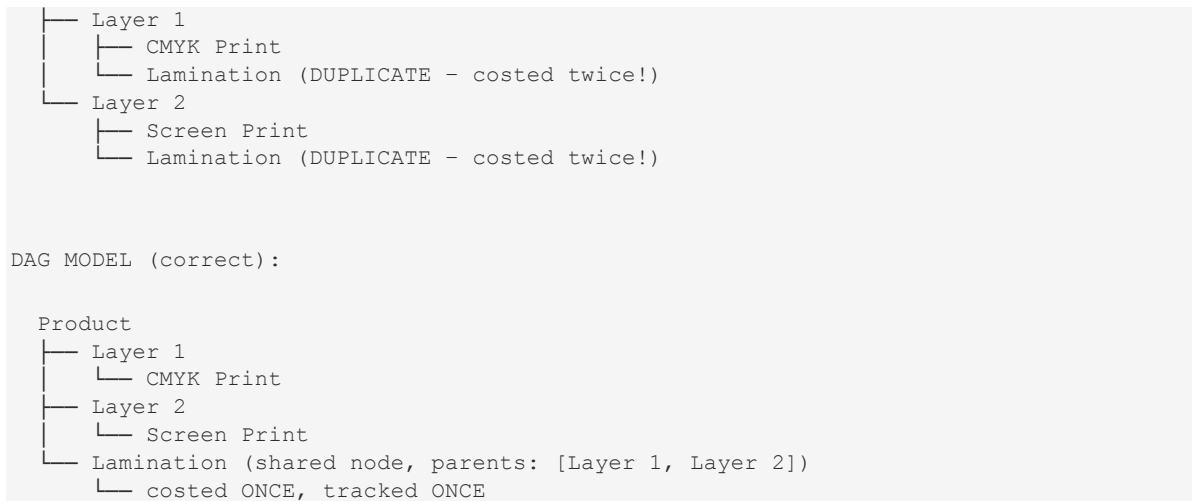 ├── Layer 1
│   ├── CMYK Print
│   └── Lamination (DUPLICATE - costed twice!)
└── Layer 2
    ├── Screen Print
    └── Lamination (DUPLICATE - costed twice!)
DAG MODEL (correct):
Product
├── Layer 1
│   └── CMYK Print
├── Layer 2
│   └── Screen Print
└── Lamination (shared node, parents: [Layer 1, Layer 2])
    └── costed ONCE, tracked ONCE